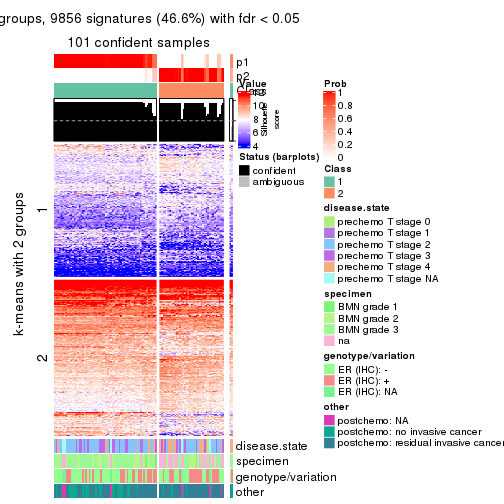 groups, 9856 signatures (46.6%) with fdr < 0.05
101 confident samples
p1
p2
Class
Silhouette
score
k-means with 2 groups
1
2
disease.state
specimen
genotype/variation
other
Value
12
10
8
6
4
Status (barplots)
confident
ambiguous
Prob
1
0.8
0.6
0.4
0.2
0
Class
1
2
disease.state
prechemo T stage 0
prechemo T stage 1
prechemo T stage 2
prechemo T stage 3
prechemo T stage 4
prechemo T stage NA
specimen
BMN grade 1
BMN grade 2
BMN grade 3
na
genotype/variation
ER (IHC): -
ER (IHC): +
ER (IHC): NA
other
postchemo: NA
postchemo: no invasive cancer
postchemo: residual invasive cancer